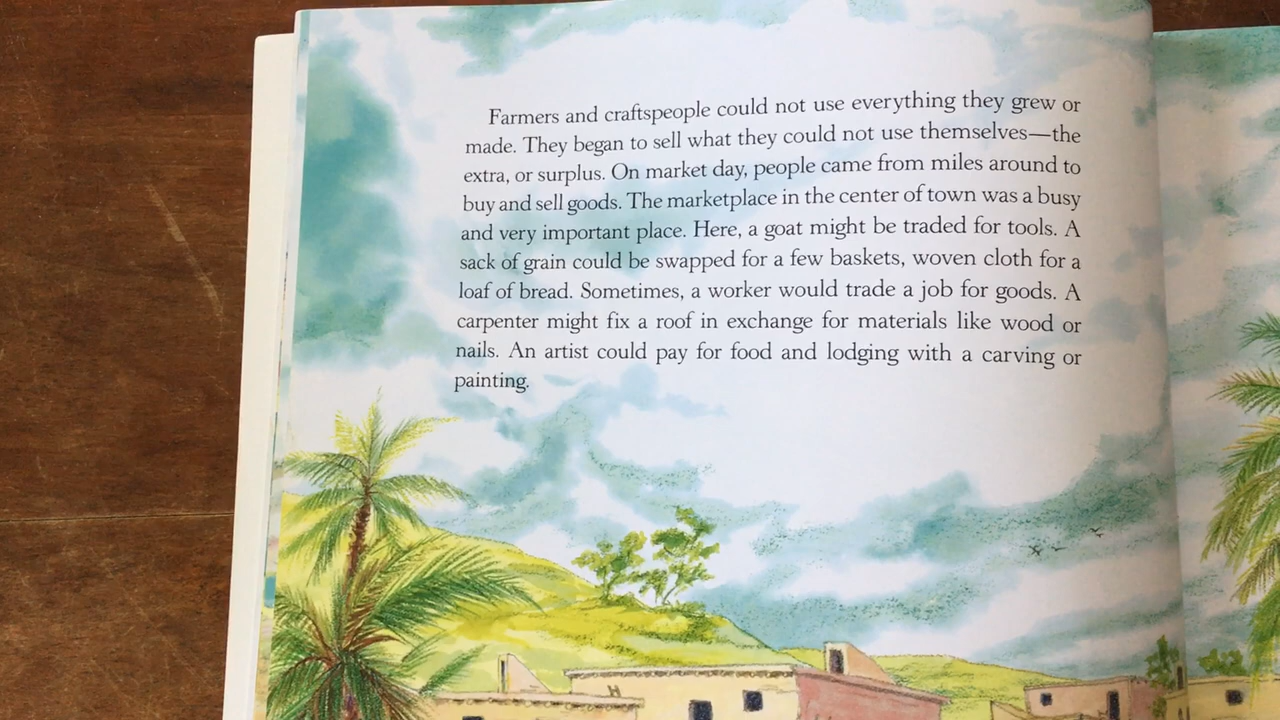 Farmers and craftspeople could not use everything they grew or
made. They began to sell what they could not use themselves—the
extra, or surplus. On market day, people came from miles around to
buy and sell goods. The marketplace in the center of town was a busy
and very important place. Here, a goat might be traded for tools. A
sack of grain could be swapped for a few baskets, woven cloth for a
loaf of bread. Sometimes, a worker would trade a job for goods. A
carpenter might fix a roof in exchange for materials like wood or
nails. An artist could pay for food and lodging with a carving or
painting.